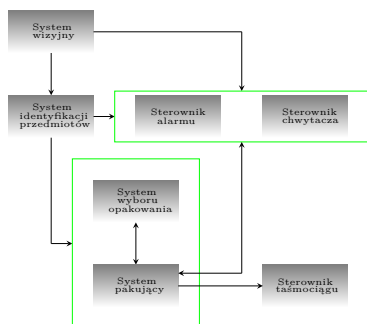 System
wizyjny
System
identyfikacji
przedmiotów
Sterownik
alarmu
Sterownik
chwytacza
System
wyboru
opakowania
System
pakujący
Sterownik
taśmociągu